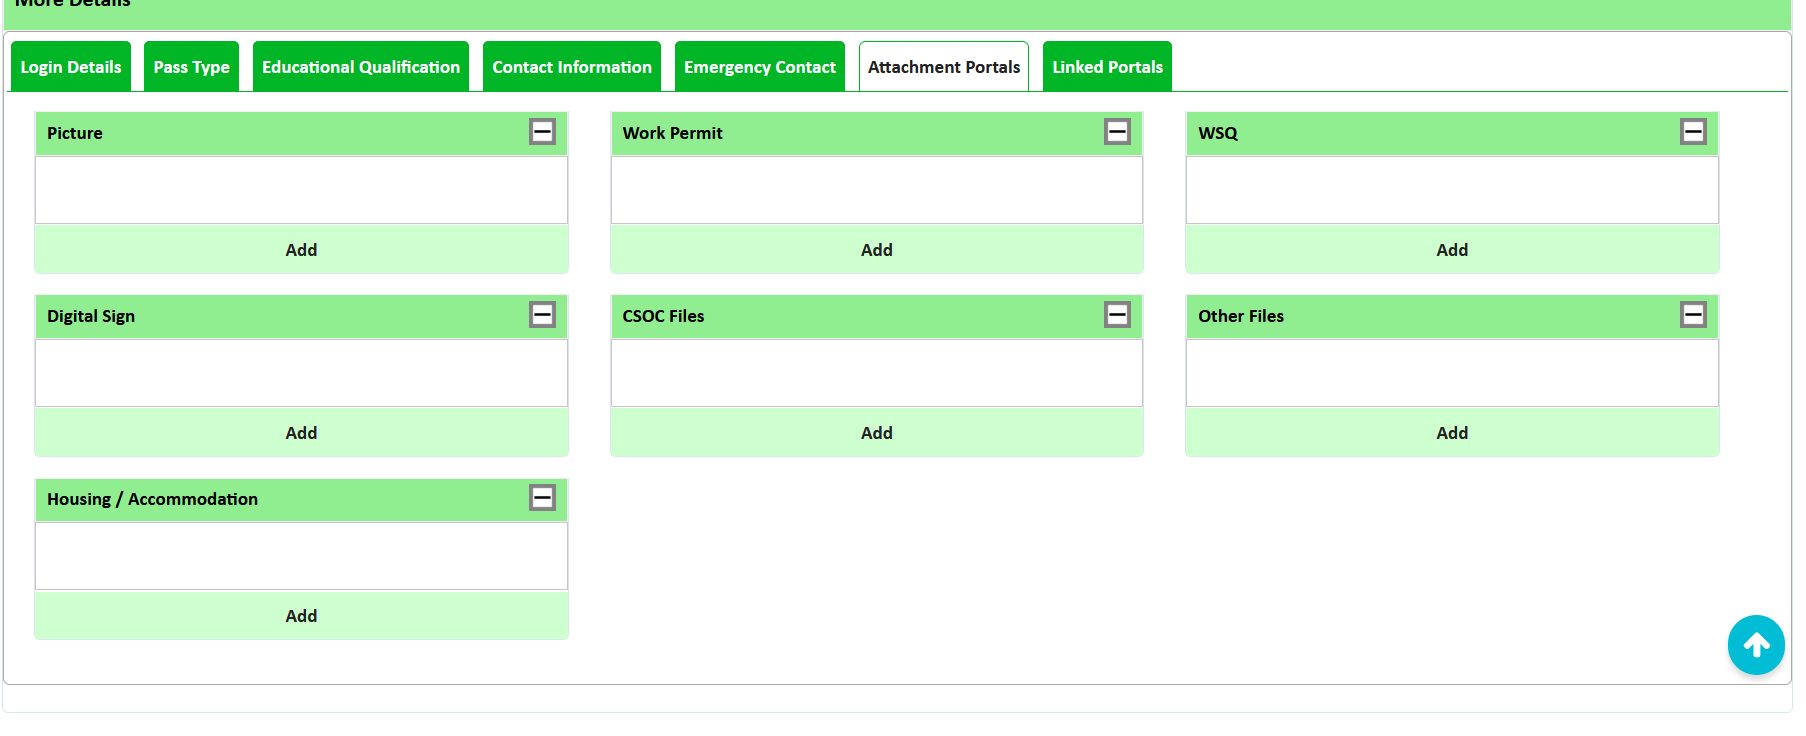 More Details
Login Details Pass Type Educational Qualification Contact Information Emergency Contact Attachment Portals Linked Portals
Picture Work Permit WSQ
Add Add Add
Digital Sign CSOC Files Other Files
Add Add Add
Housing / Accommodation
Add